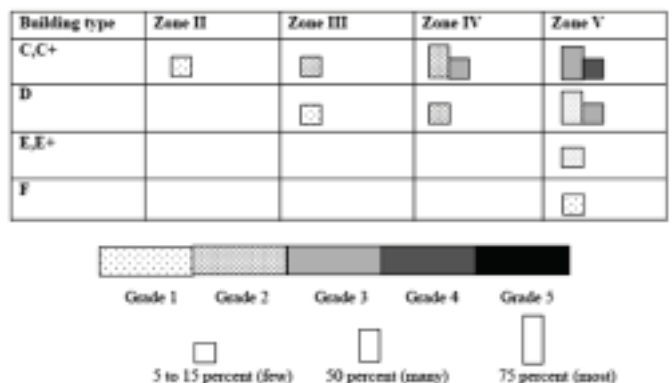 Building type Zone II Zone III Zone IV Zone V
C,C+
D
E,E+
F
Grade 1 Grade 2 Grade 3 Grade 4 Grade 5
5 to 15 percent (few) 50 percent (many) 75 percent (most)